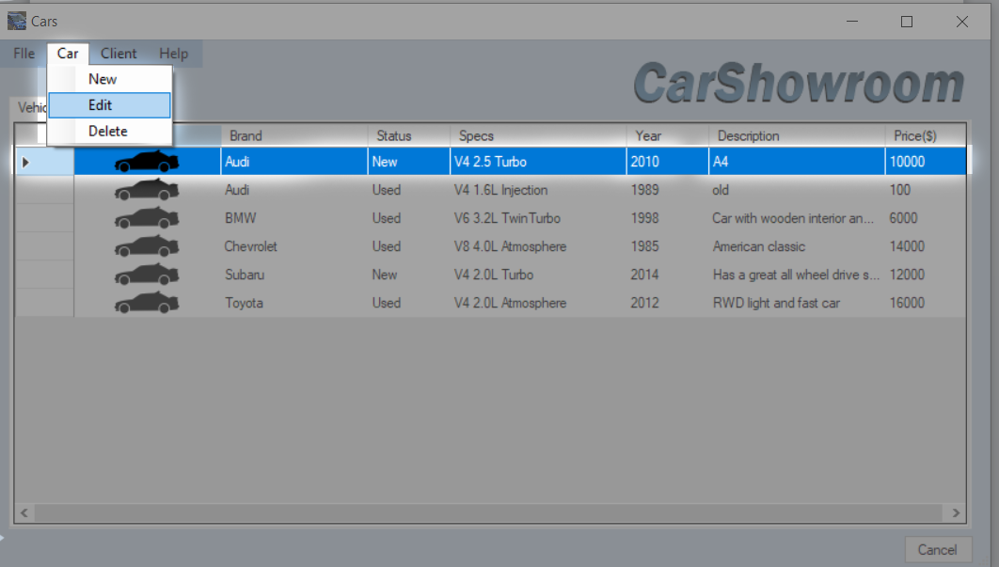 Cars
FIle Car Client Help
New
CarShowroom
Vehic
Edit
Delete
Brand Status Specs Year Description Price($)
Audi New V4 2.5 Turbo 2010 A4 10000
Audi Used V4 1.6L Injection 1989 old 100
BMW Used V6 3.2L TwinTurbo 1998 Car with wooden interior an... 6000
Chevrolet Used V8 4.0L Atmosphere 1985 American classic 14000
Subaru New V4 2.0L Turbo 2014 Has a great all wheel drive s... 12000
Toyota Used V4 2.0L Atmosphere 2012 RWD light and fast car 16000
Cancel